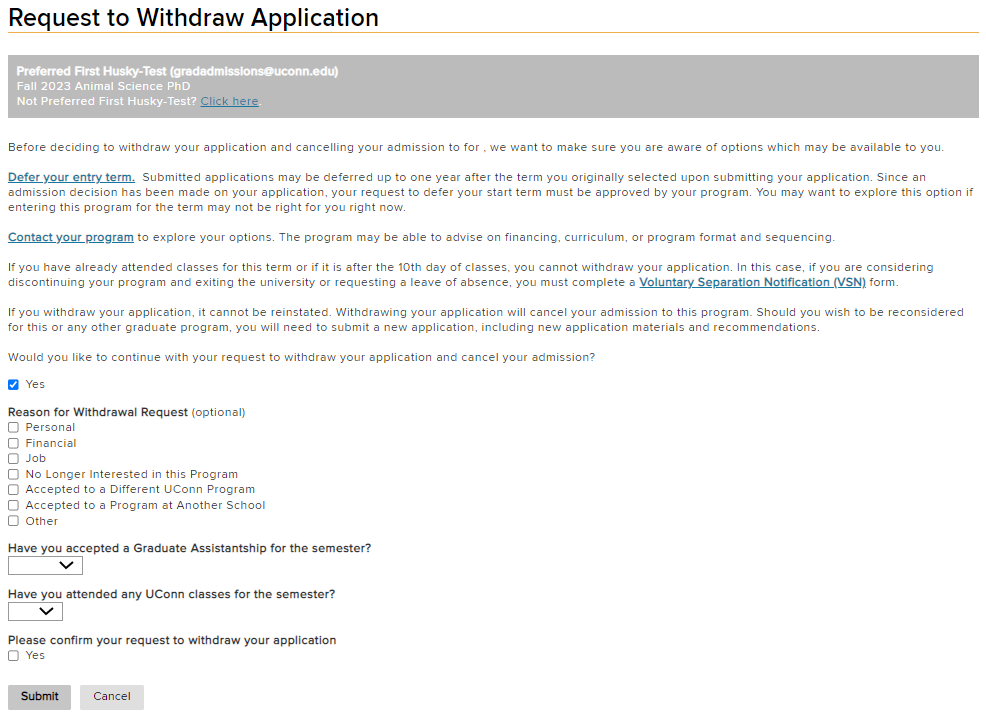 Request to Withdraw Application
Preferred First Husky-Test (gradadmissions@uconn.edu)
Fall 2023 Animal Science PhD
Not Preferred First Husky-Test? Click here.
Before deciding to withdraw your application and cancelling your admission to for , we want to make sure you are aware of options which may be available to you.
Defer your entry term. Submitted applications may be deferred up to one year after the term you originally selected upon submitting your application. Since an
admission decision has been made on your application, your request to defer your start term must be approved by your program. You may want to explore this option if
entering this program for the term may not be right for you right now.
Contact your program to explore your options. The program may be able to advise on financing, curriculum, or program format and sequencing.
If you have already attended classes for this term or if it is after the 10th day of classes, you cannot withdraw your application. In this case, if you are considering
discontinuing your program and exiting the university or requesting a leave of absence, you must complete a Voluntary Separation Notification (VSN) form.
If you withdraw your application, it cannot be reinstated. Withdrawing your application will cancel your admission to this program. Should you wish to be reconsidered
for this or any other graduate program, you will need to submit a new application, including new application materials and recommendations.
Would you like to continue with your request to withdraw your application and cancel your admission?
Yes
Reason for Withdrawal Request (optional)
Personal
Financial
Job
No Longer Interested in this Program
Accepted to a Different UConn Program
Accepted to a Program at Another School
Other
Have you accepted a Graduate Assistantship for the semester?
Have you attended any UConn classes for the semester?
Please confirm your request to withdraw your application
Yes
Submit Cancel